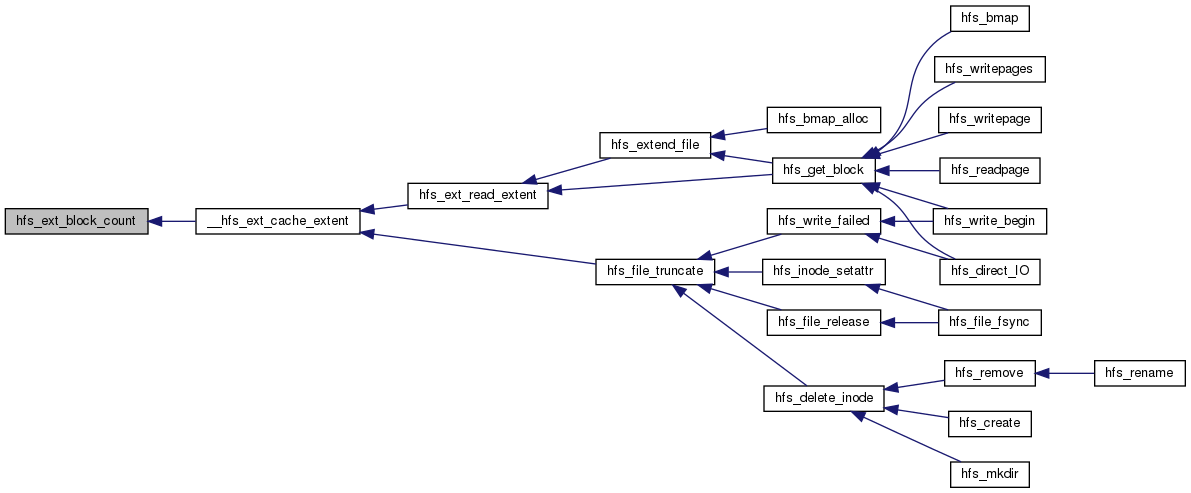 hfs_bmap
hfs_writepages
hfs_bmap_alloc
hfs_writepage
hfs_extend_file
hfs_get_block
hfs_readpage
hfs_ext_read_extent
hfs_ext_block_count
__hfs_ext_cache_extent
hfs_write_failed
hfs_write_begin
hfs_file_truncate
hfs_inode_setattr
hfs_direct_IO
hfs_file_release
hfs_file_fsync
hfs_remove
hfs_rename
hfs_delete_inode
hfs_create
hfs_mkdir